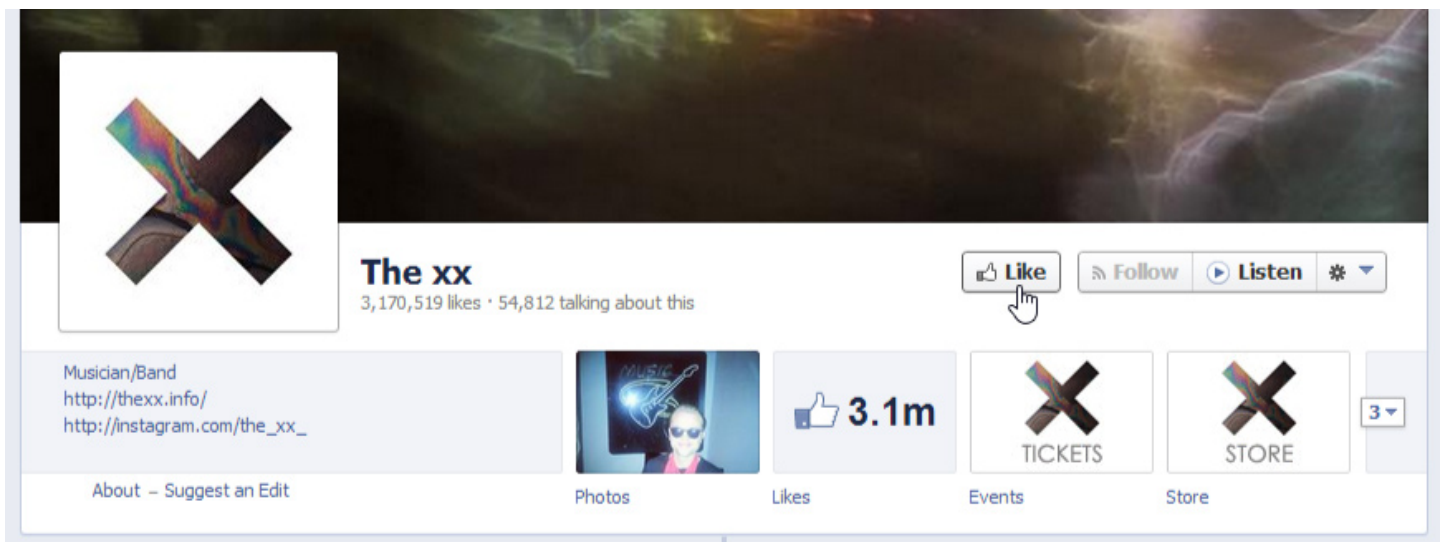 The xx
3,170,519 likes · 54,812 talking about this
Like
Follow
Listen
Musician/Band
http://thexx.info/
http://instagram.com/the_xx_
About – Suggest an Edit
MUSIC
Photos
3.1m
Likes
TICKETS
Events
STORE
Store
3